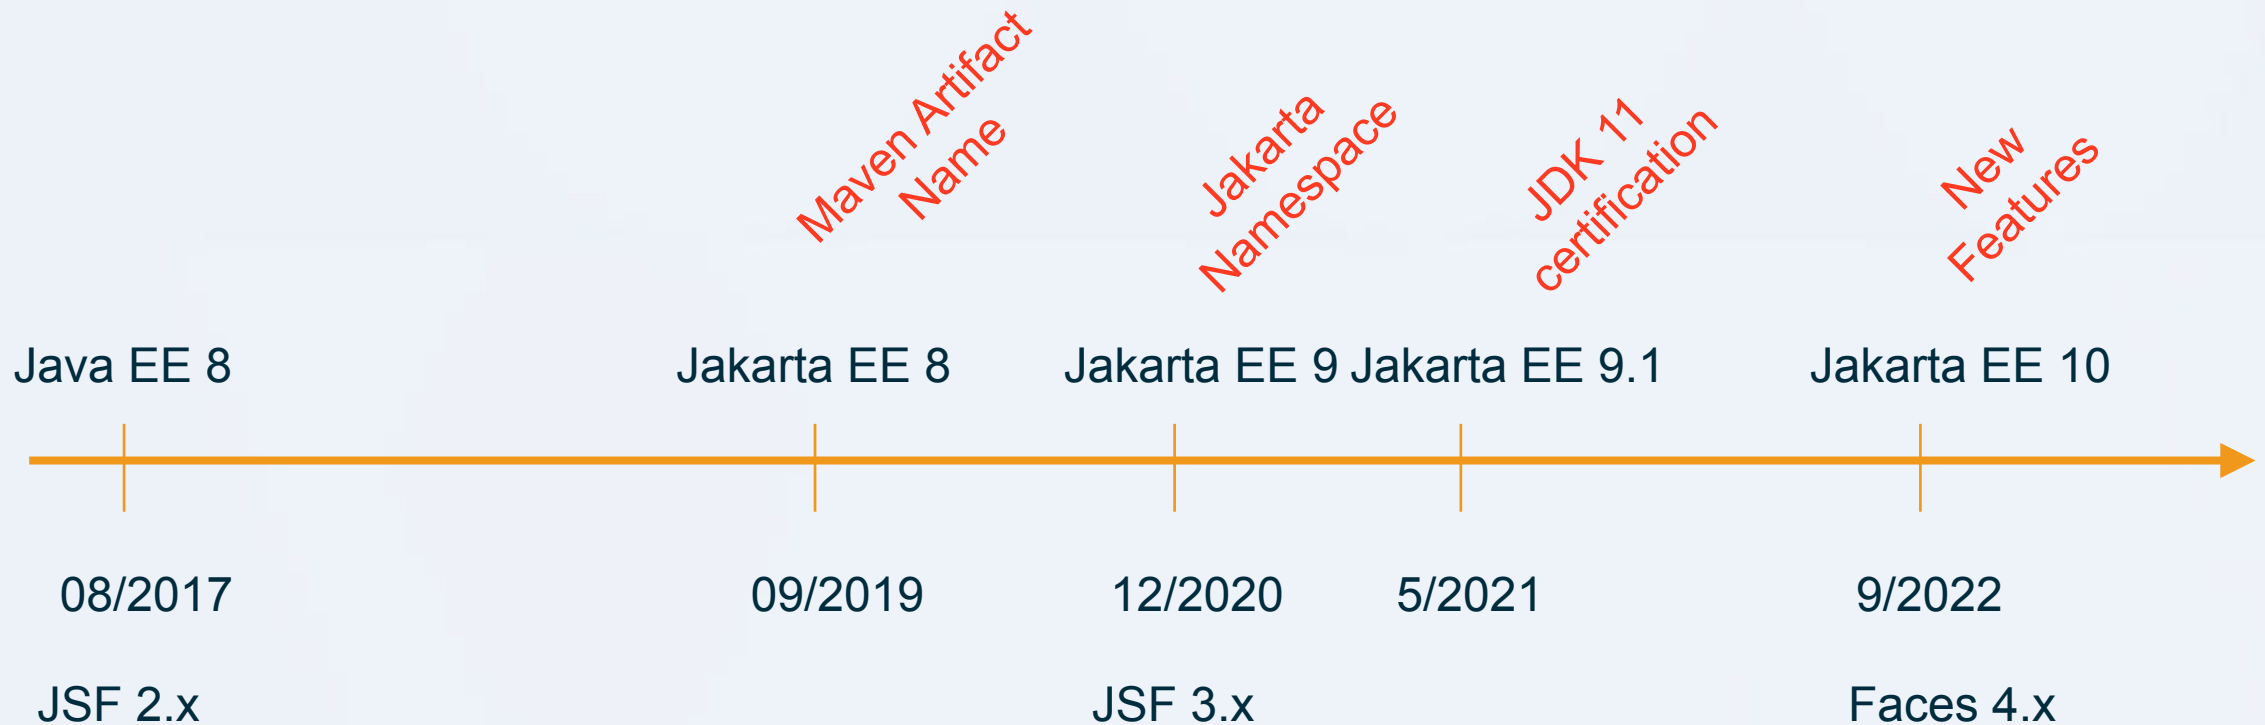 Maven Artifact
Name
Jakarta
Namespace
JDK 11
certification
New
Features
Java EE 8
Jakarta EE 8
Jakarta EE 9
Jakarta EE 9.1
Jakarta EE 10
08/2017
09/2019
12/2020
5/2021
9/2022
JSF 2.x
JSF 3.x
Faces 4.x